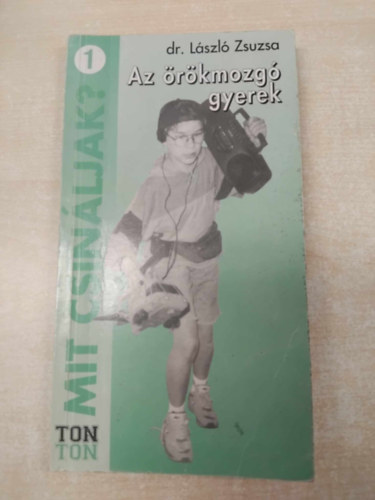 1
dr. László Zsuzsa
Az örökmozgó
gyerek
MIT CSINÁLJAK?
TON
TON